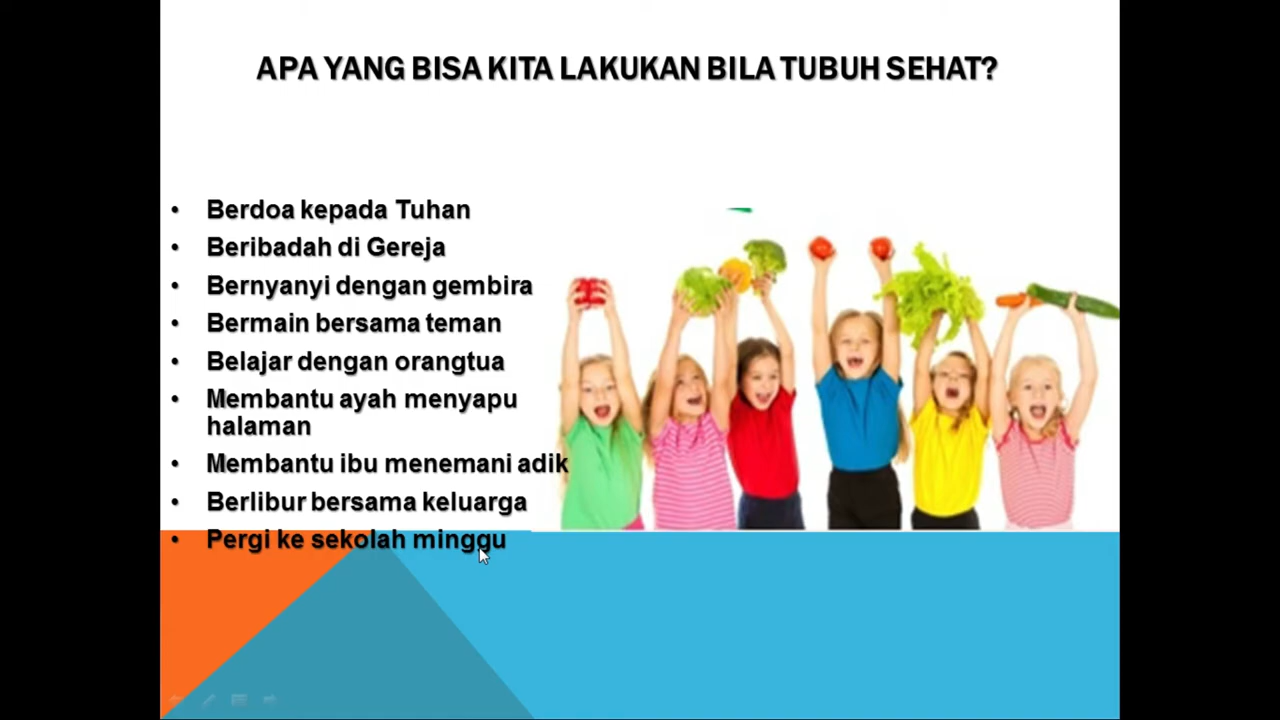 APA YANG BISA KITA LAKUKAN BILA TUBUH SEHAT?
• Berdoa kepada Tuhan
• Beribadah di Gereja
• Bernyanyi dengan gembira
• Bermain bersama teman
• Belajar dengan orangtua
• Membantu ayah menyapu
halaman
• Membantu ibu menemani adik
• Berlibur bersama keluarga
• Pergi ke sekolah minggu